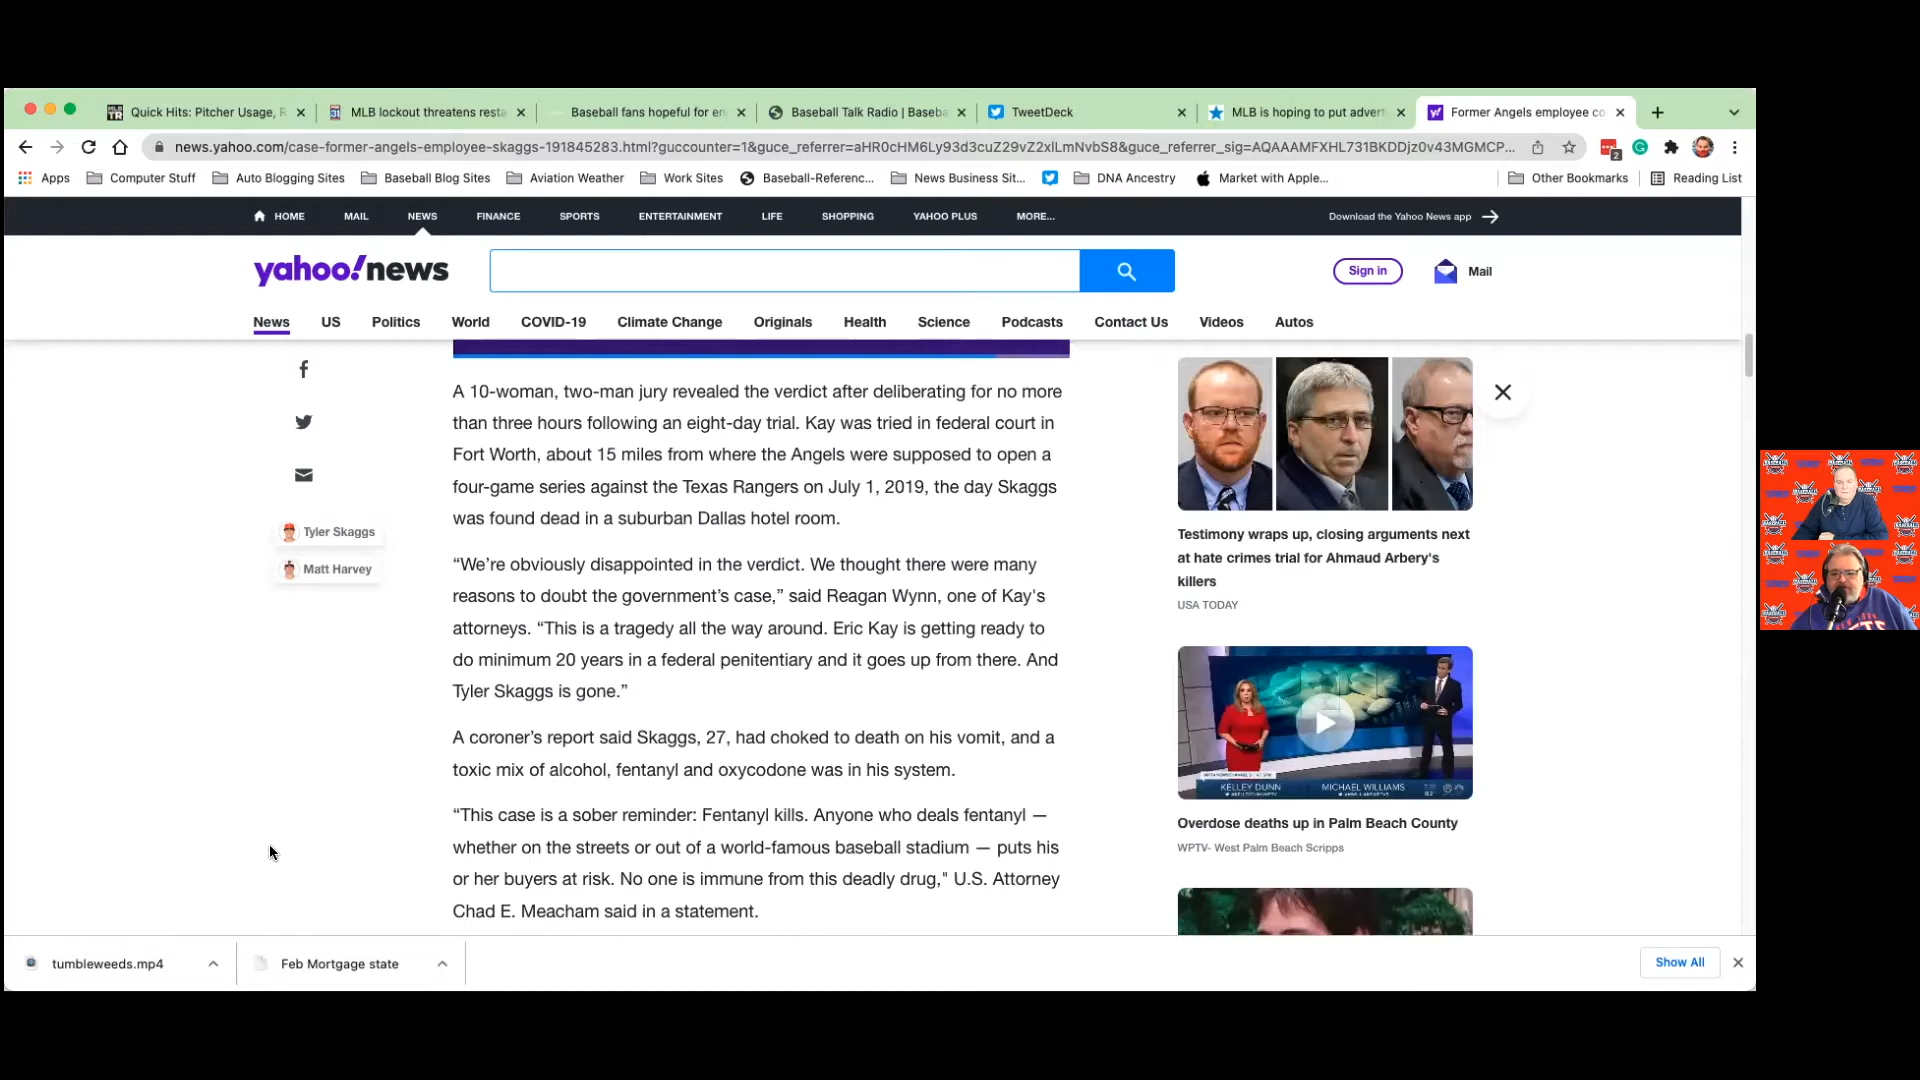 Quick Hits: Pitcher Usage, R
MLB lockout threatens resta
Baseball fans hopeful for en
Baseball Talk Radio | Baseba
TweetDeck
MLB is hoping to put advert
Former Angels employee co
news.yahoo.com/case-former-angels-employee-skaggs-191845283.html?guccounter=1&guce_referrer=aHR0cHM6Ly93d3cuZ29vZ2xlLmNvbS8&guce_referrer_sig=AQAAAMFXHL731BKDDjz0v43MGMCP...
2
Apps
Computer Stuff
Auto Blogging Sites
Baseball Blog Sites
Aviation Weather
Work Sites
Baseball-Referenc...
News Business Sit...
DNA Ancestry
Market with Apple...
Other Bookmarks
Reading List
HOME MAIL NEWS FINANCE SPORTS ENTERTAINMENT LIFE SHOPPING YAHOO PLUS MORE...
Download the Yahoo News app
yahoo!news
Sign in
Mail
News US Politics World COVID-19 Climate Change Originals Health Science Podcasts Contact Us Videos Autos
Tyler Skaggs
Matt Harvey
A 10-woman, two-man jury revealed the verdict after deliberating for no more
than three hours following an eight-day trial. Kay was tried in federal court in
Fort Worth, about 15 miles from where the Angels were supposed to open a
four-game series against the Texas Rangers on July 1, 2019, the day Skaggs
was found dead in a suburban Dallas hotel room.
“We’re obviously disappointed in the verdict. We thought there were many
reasons to doubt the government’s case,” said Reagan Wynn, one of Kay's
attorneys. “This is a tragedy all the way around. Eric Kay is getting ready to
do minimum 20 years in a federal penitentiary and it goes up from there. And
Tyler Skaggs is gone.”
A coroner’s report said Skaggs, 27, had choked to death on his vomit, and a
toxic mix of alcohol, fentanyl and oxycodone was in his system.
“This case is a sober reminder: Fentanyl kills. Anyone who deals fentanyl —
whether on the streets or out of a world-famous baseball stadium — puts his
or her buyers at risk. No one is immune from this deadly drug," U.S. Attorney
Chad E. Meacham said in a statement.
Testimony wraps up, closing arguments next
at hate crimes trial for Ahmaud Arbery's
killers
USA TODAY
KELLEY DUNN
MICHAEL WILLIAMS
Overdose deaths up in Palm Beach County
WPTV- West Palm Beach Scripps
tumbleweeds.mp4
Feb Mortgage state
Show All